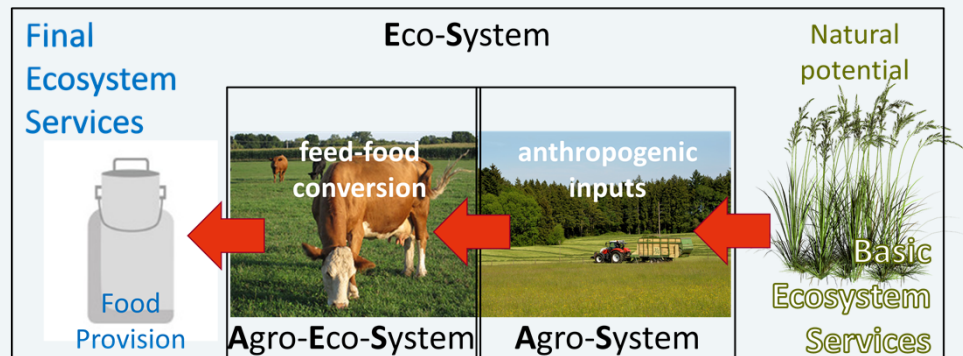 Final
Ecosystem
Services
Eco-System
Natural
potential
feed-food
conversion
anthropogenic
inputs
Food
Provision
Agro-Eco-System
Agro-System
Basic
Ecosystem
Services